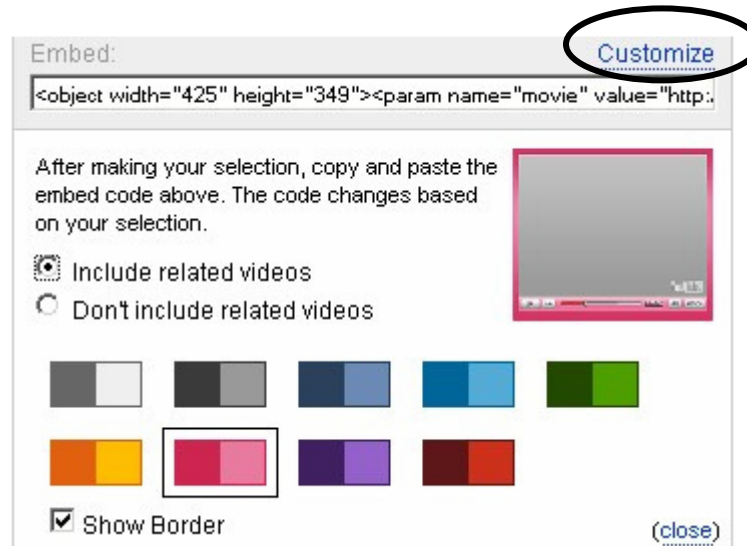 Embed: Customize
<object width="425" height="349"><param name="movie" value="http:
After making your selection, copy and paste the
embed code above. The code changes based
on your selection.
Include related videos
Don't include related videos
Show Border
(close)